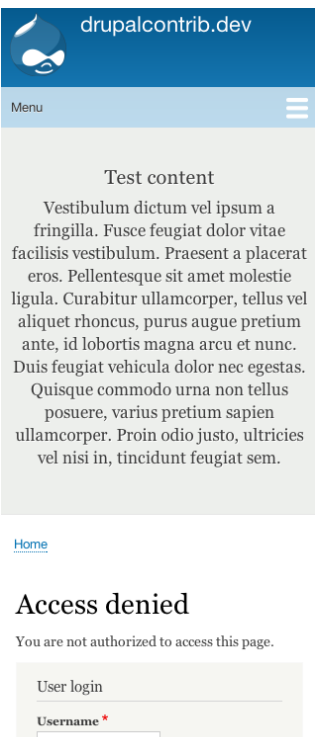 drupalcontrib.dev
Menu
Test content
Vestibulum dictum vel ipsum a
fringilla. Fusce feugiat dolor vitae
facilisis vestibulum. Praesent a placerat
eros. Pellentesque sit amet molestie
ligula. Curabitur ullamcorper, tellus vel
aliquet rhoncus, purus augue pretium
ante, id lobortis magna arcu et nunc.
Duis feugiat vehicula dolor nec egestas.
Quisque commodo urna non tellus
posuere, varius pretium sapien
ullamcorper. Proin odio justo, ultricies
vel nisi in, tincidunt feugiat sem.
Home
Access denied
You are not authorized to access this page.
User login
Username *